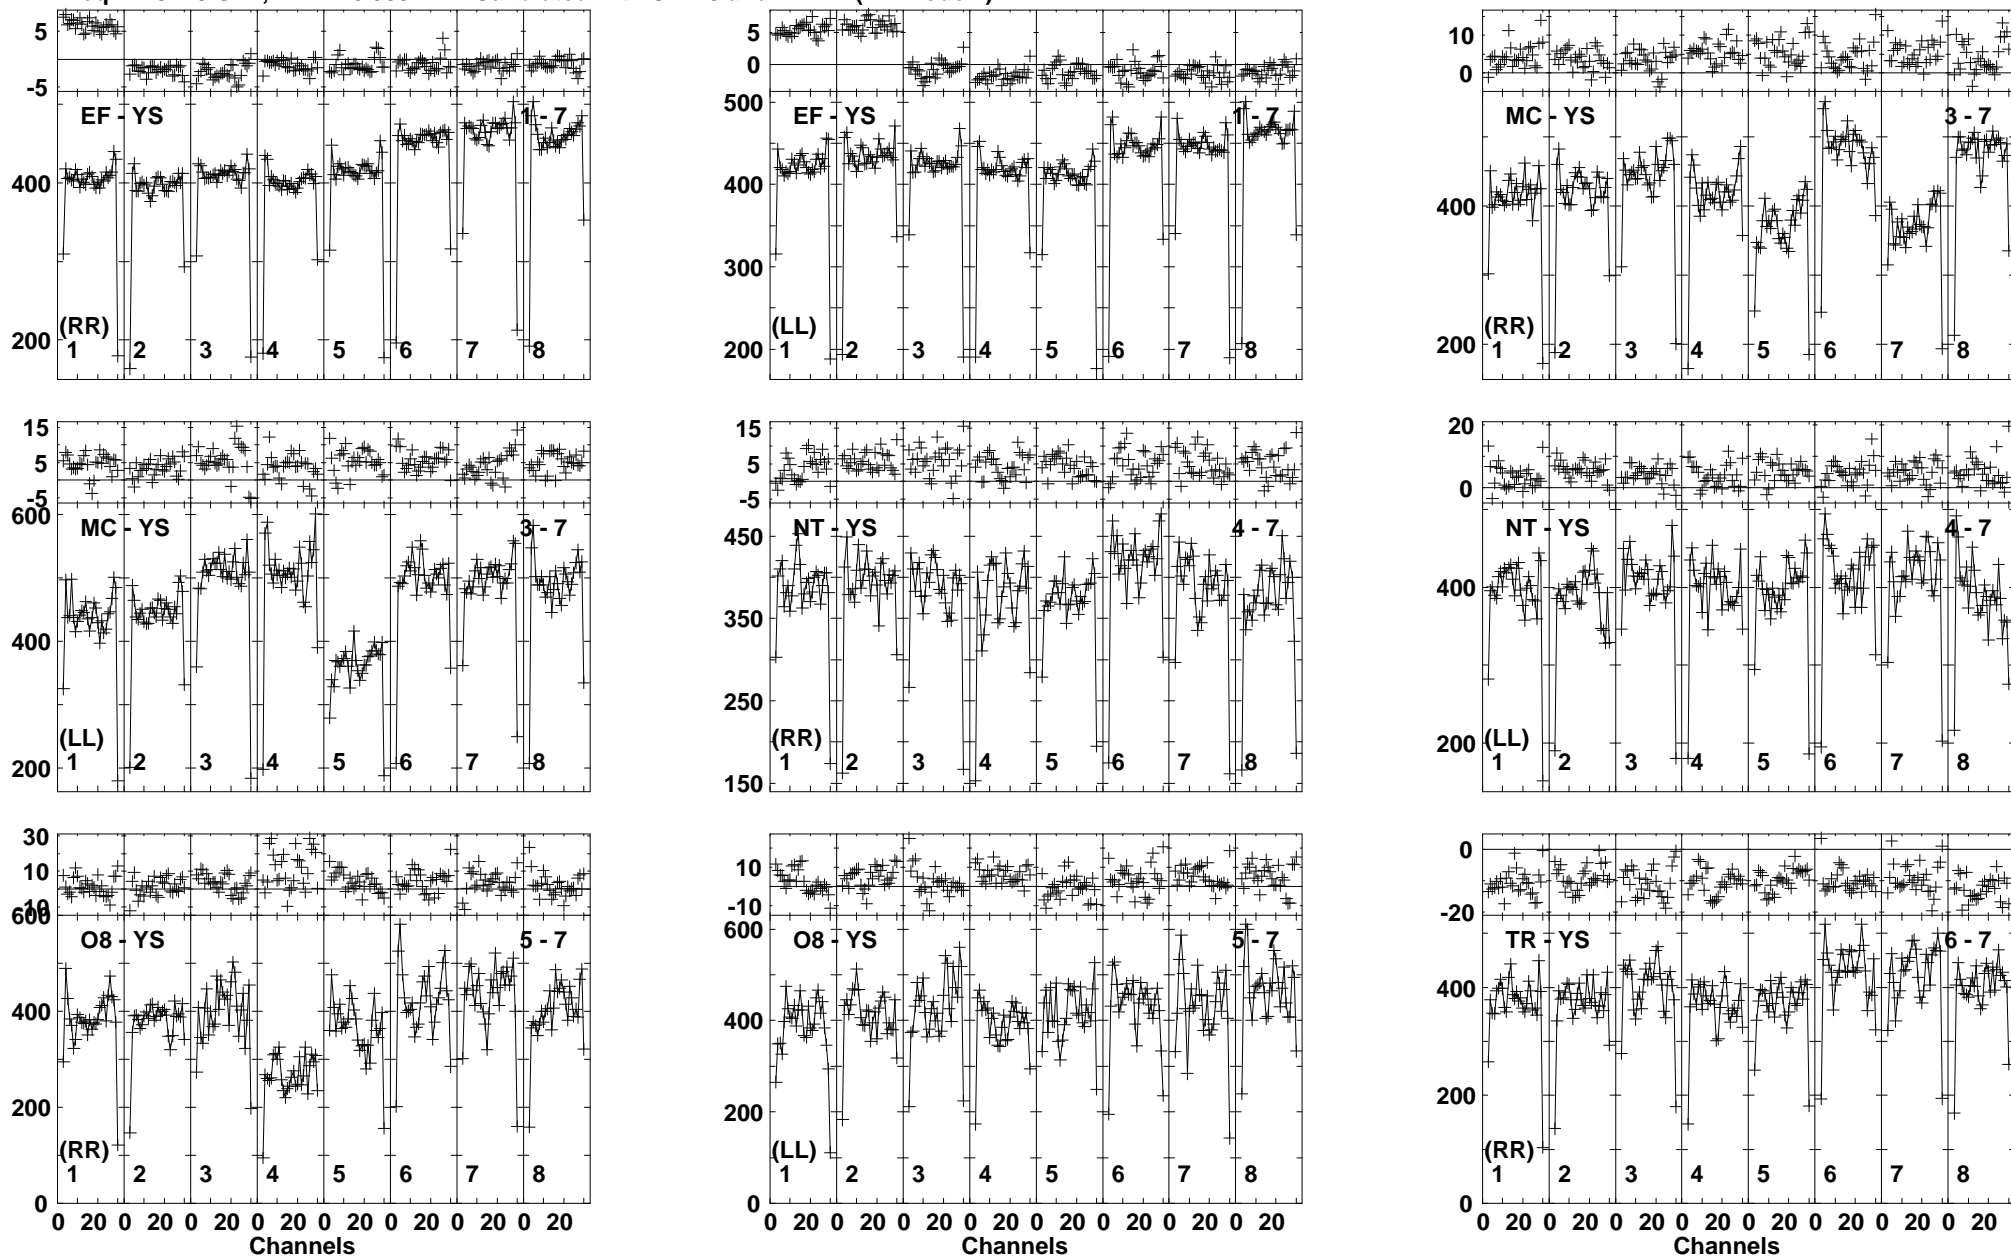 5 0 -5
EF - YS 1 - 7
400 200
(RR)
1 2 3 4 5 6 7 8
5 0
EF - YS 1 - 7
500 400 300 200
(LL)
1 2 3 4 5 6 7 8
10 0
MC - YS 3 - 7
400 200
(RR)
1 2 3 4 5 6 7 8
15 5 -5
MC - YS 3 - 7
600 400 200
(LL)
1 2 3 4 5 6 7 8
15 5 -5
NT - YS 4 - 7
450 350 250 150
(RR)
1 2 3 4 5 6 7 8
20 0
NT - YS 4 - 7
400 200
(LL)
1 2 3 4 5 6 7 8
30 10 -10
O8 - YS 5 - 7
600 400 200 0
(RR)
1 2 3 4 5 6 7 8
0 20 0 20 0 20 0 20 0 20 0 20 0 20 0 20
Channels
10 -10
O8 - YS 5 - 7
600 400 200 0
(LL)
1 2 3 4 5 6 7 8
0 20 0 20 0 20 0 20 0 20 0 20 0 20 0 20
Channels
0 -20
TR - YS 6 - 7
400 200 0
(RR)
1 2 3 4 5 6 7 8
0 20 0 20 0 20 0 20 0 20 0 20 0 20 0 20
Channels